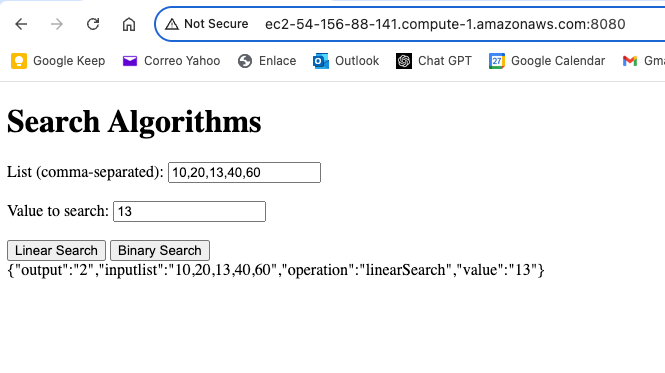 Not Secure ec2-54-156-88-141.compute-1.amazonaws.com:8080
Google Keep Correo Yahoo Enlace Outlook Chat GPT 27 Google Calendar Gma
Search Algorithms
List (comma-separated): 10,20,13,40,60
Value to search: 13
Linear Search Binary Search
{"output":"2","inputlist":"10,20,13,40,60","operation":"linearSearch","value":"13"}